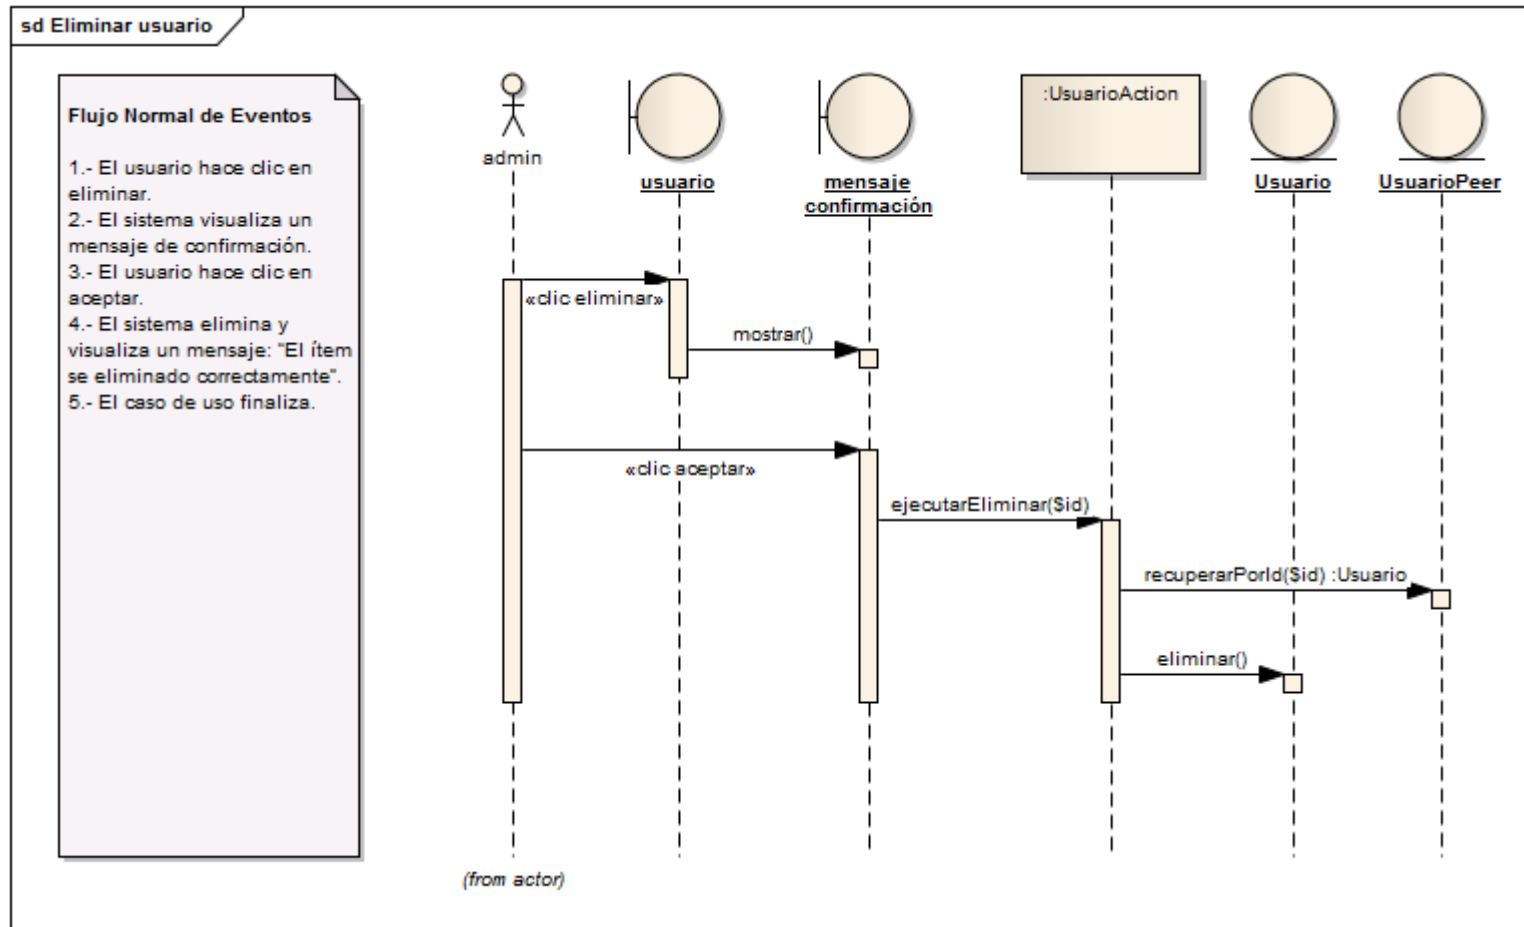 sd Eliminar usuario
Flujo Normal de Eventos
1.- El usuario hace clic en
eliminar.
2.- El sistema visualiza un
mensaje de confirmación.
3.- El usuario hace clic en
aceptar.
4.- El sistema elimina y
visualiza un mensaje: "El ítem
se eliminado correctamente".
5.- El caso de uso finaliza.
admin
usuario
mensaje
confirmación
:UsuarioAction
Usuario
UsuarioPeer
«clic eliminar»
mostrar()
«clic aceptar»
ejecutarEliminar($id)
recuperarPorId($id) :Usuario
eliminar()
(from actor)